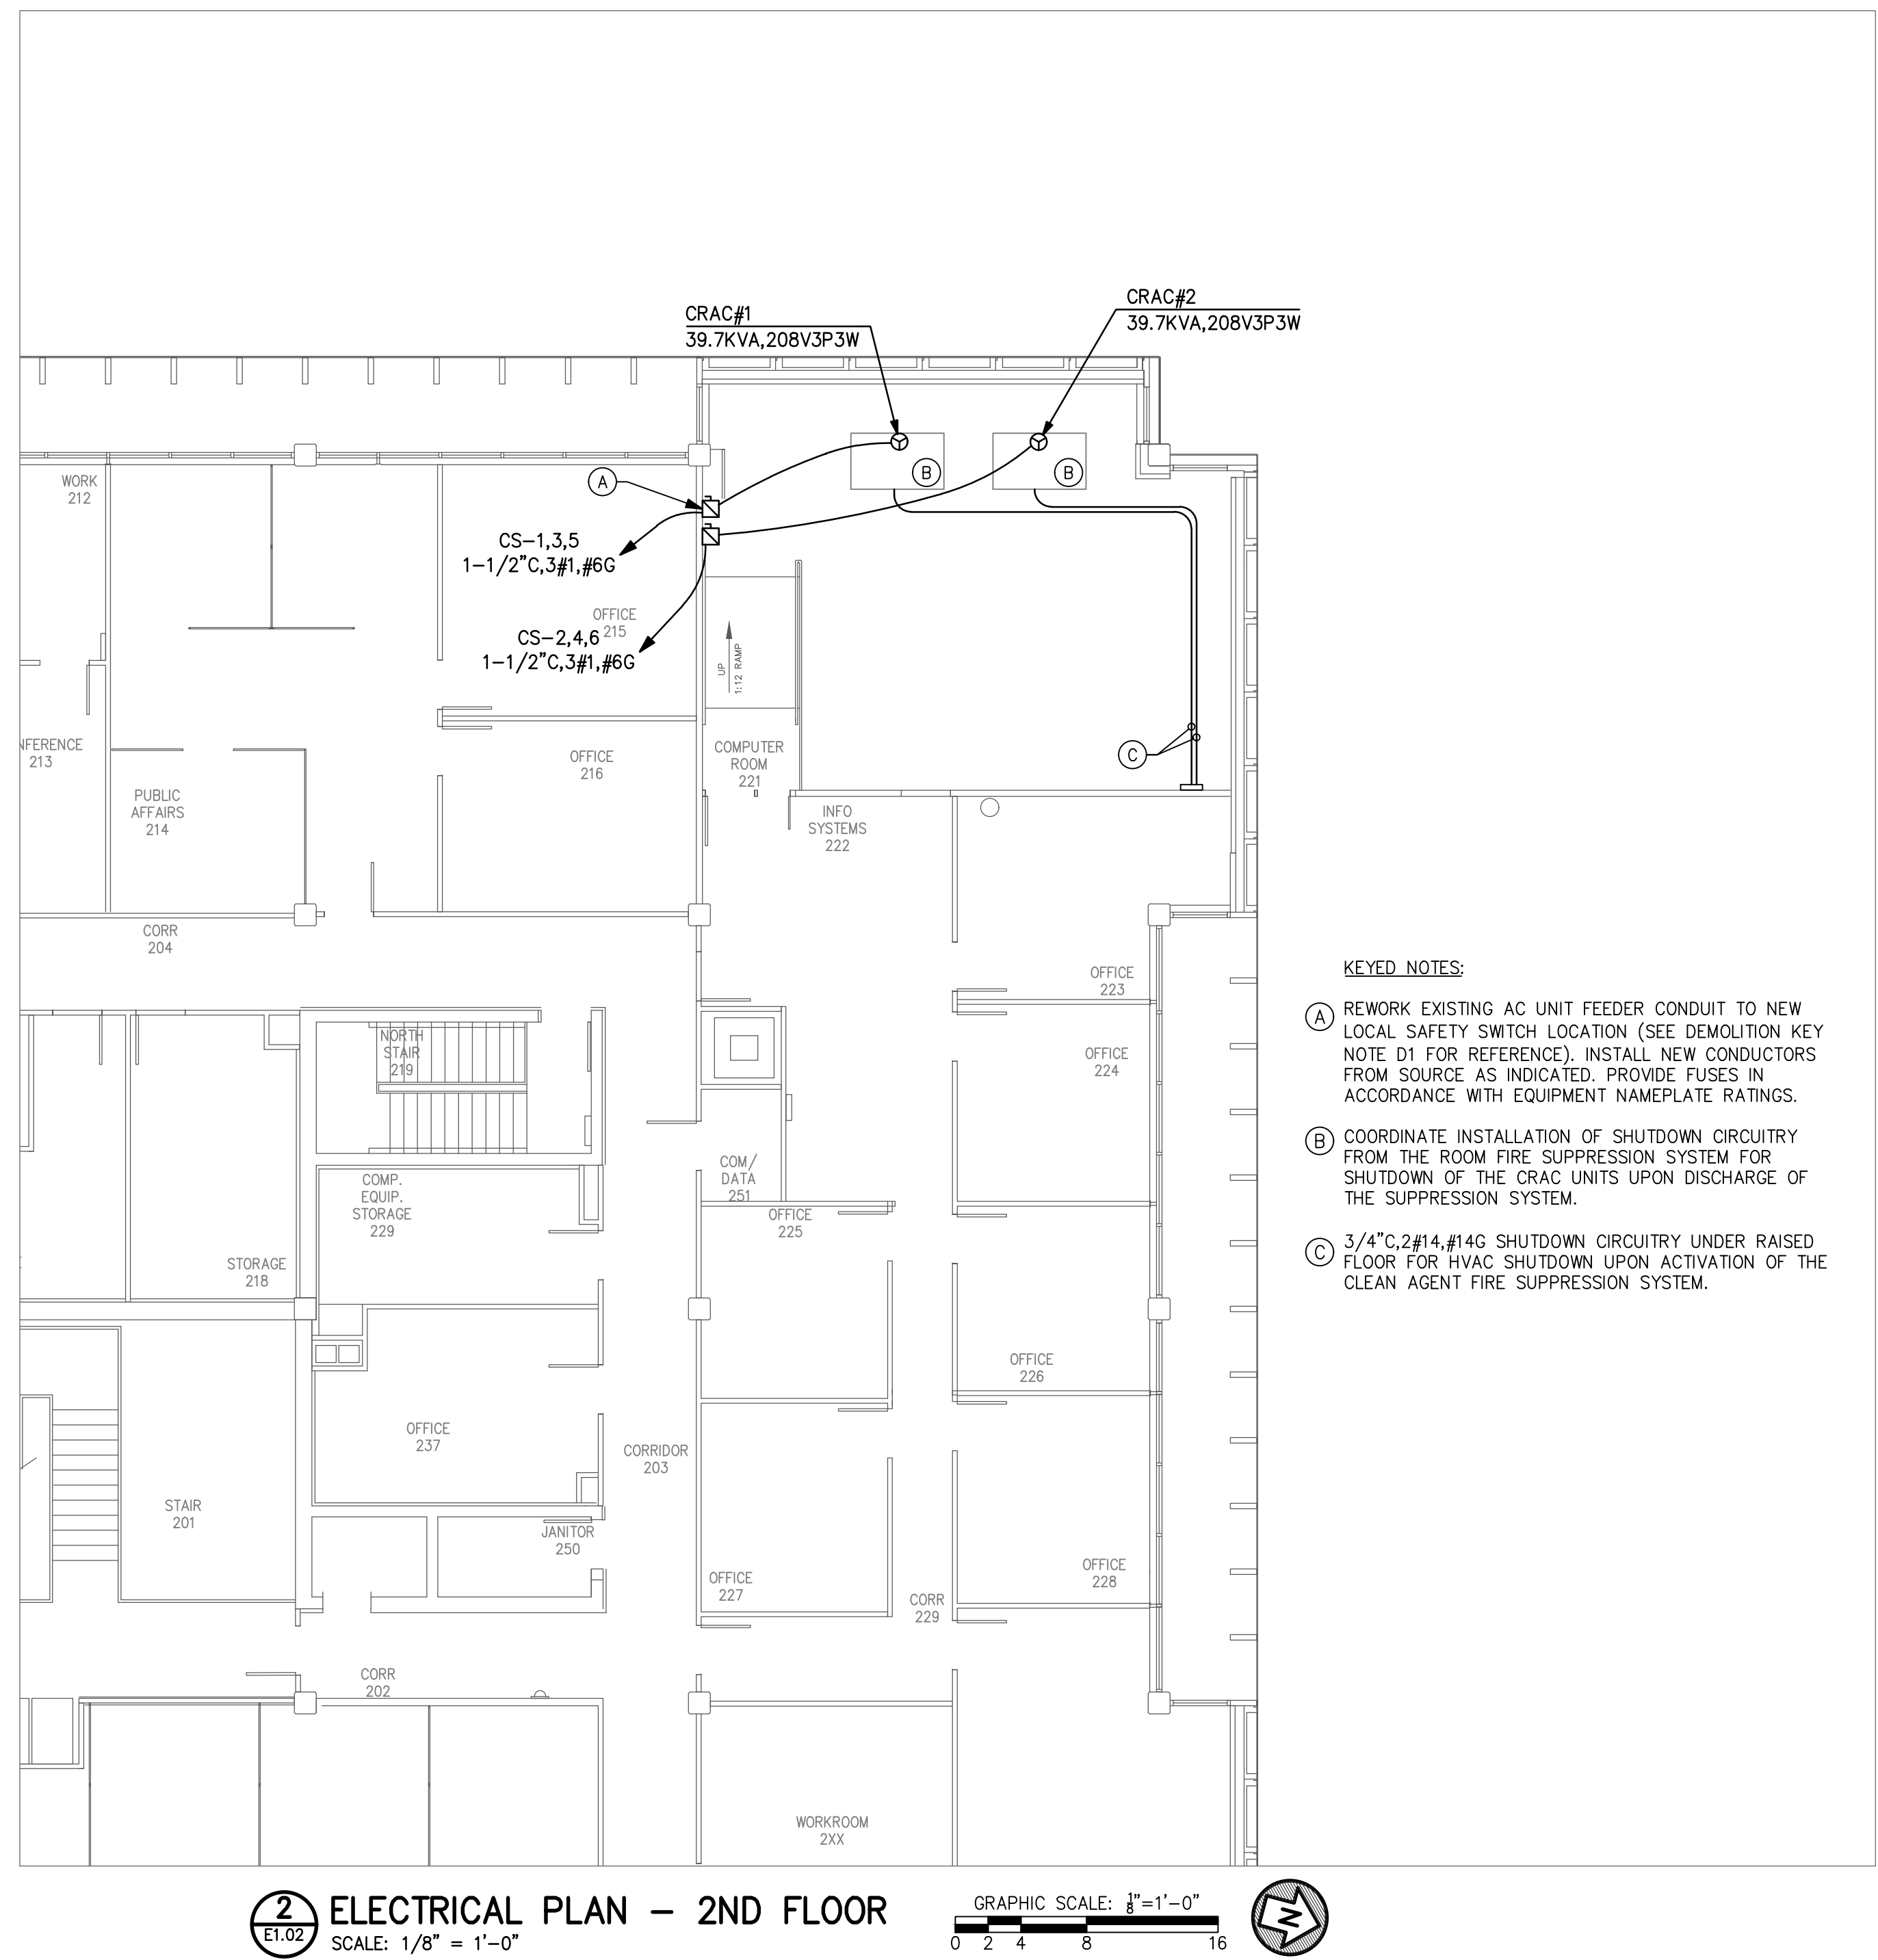 CRAC#1
39.7KVA,208V3P3W
CRAC#2
39.7KVA,208V3P3W
WORK
212
A
B
B
CS-1,3,5
1-1/2"C,3#1,#6G
OFFICE
215
CS-2,4,6
1-1/2"C,3#1,#6G
UP
1:12 RAMP
NFERENCE
213
PUBLIC
AFFAIRS
214
OFFICE
216
COMPUTER
ROOM
221
C
INFO
SYSTEMS
222
CORR
204
OFFICE
223
NORTH
STAIR
219
OFFICE
224
COM/
DATA
251
COMP.
EQUIP.
STORAGE
229
OFFICE
225
STORAGE
218
OFFICE
226
OFFICE
237
CORRIDOR
203
STAIR
201
JANITOR
250
OFFICE
227
OFFICE
228
CORR
229
CORR
202
WORKROOM
2XX
KEYED NOTES:
A REWORK EXISTING AC UNIT FEEDER CONDUIT TO NEW
LOCAL SAFETY SWITCH LOCATION (SEE DEMOLITION KEY
NOTE D1 FOR REFERENCE). INSTALL NEW CONDUCTORS
FROM SOURCE AS INDICATED. PROVIDE FUSES IN
ACCORDANCE WITH EQUIPMENT NAMEPLATE RATINGS.
B COORDINATE INSTALLATION OF SHUTDOWN CIRCUITRY
FROM THE ROOM FIRE SUPPRESSION SYSTEM FOR
SHUTDOWN OF THE CRAC UNITS UPON DISCHARGE OF
THE SUPPRESSION SYSTEM.
C 3/4"C,2#14,#14G SHUTDOWN CIRCUITRY UNDER RAISED
FLOOR FOR HVAC SHUTDOWN UPON ACTIVATION OF THE
CLEAN AGENT FIRE SUPPRESSION SYSTEM.
2
E1.02
ELECTRICAL PLAN - 2ND FLOOR
SCALE: 1/8" = 1'-0"
GRAPHIC SCALE: 1/8"=1'-0"
0 2 4 8 16
N